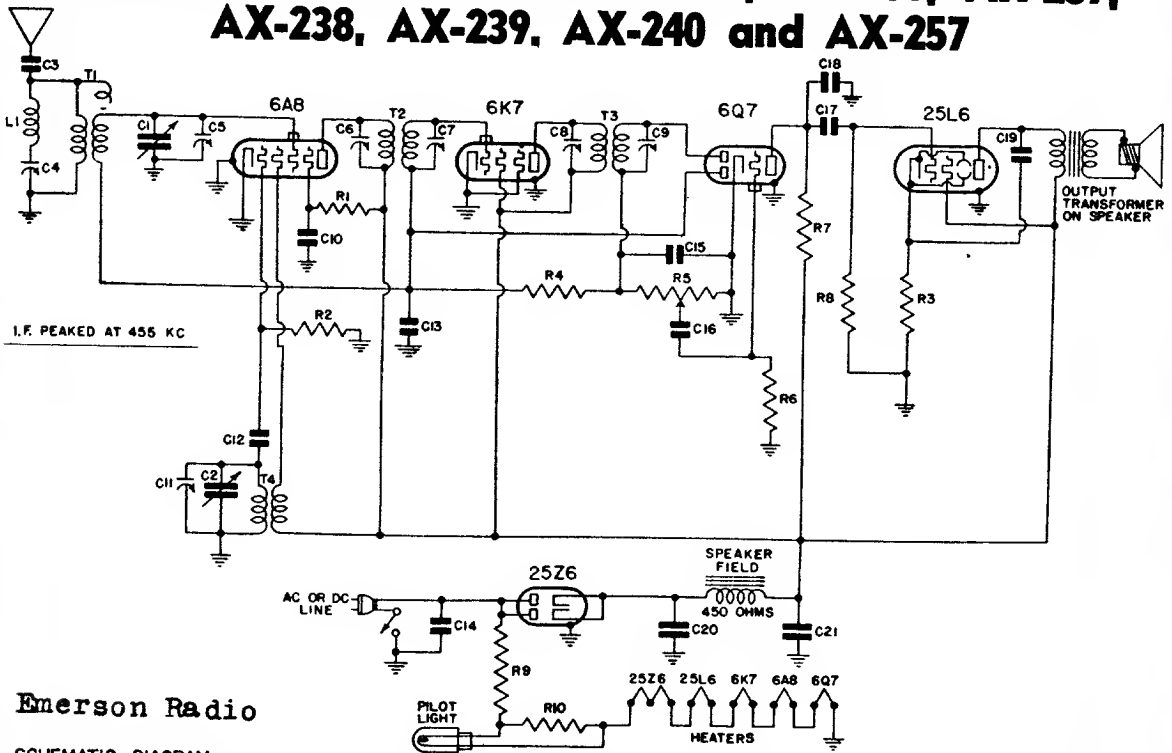 AX-238, AX-239, AX-240 and AX-257
C3
T1
L1
C4
C1
C5
6A8
C6
T2
C7
6K7
C8
T3
C9
6Q7
C18
C17
25L6
C19
OUTPUT
TRANSFORMER
ON SPEAKER
R1
C10
R7
C15
R4
R5
R8
R3
R2
C13
C16
I.F. PEAKED AT 455 KC
R6
C12
C11
C2
T4
SPEAKER
FIELD
450 OHMS
25Z6
AC OR DC
LINE
C14
C20
C21
R9
25Z6 25L6 6K7 6A8 6Q7
HEATERS
PILOT
LIGHT
R10
Emerson Radio
SCHEMATIC DIAGRAM